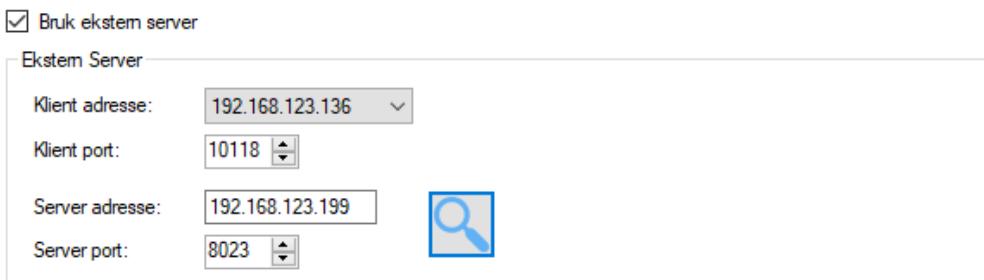 Bruk ekstern server
Ekstern Server
Klient adresse: 192.168.123.136
Klient port: 10118
Server adresse: 192.168.123.199
Server port: 8023